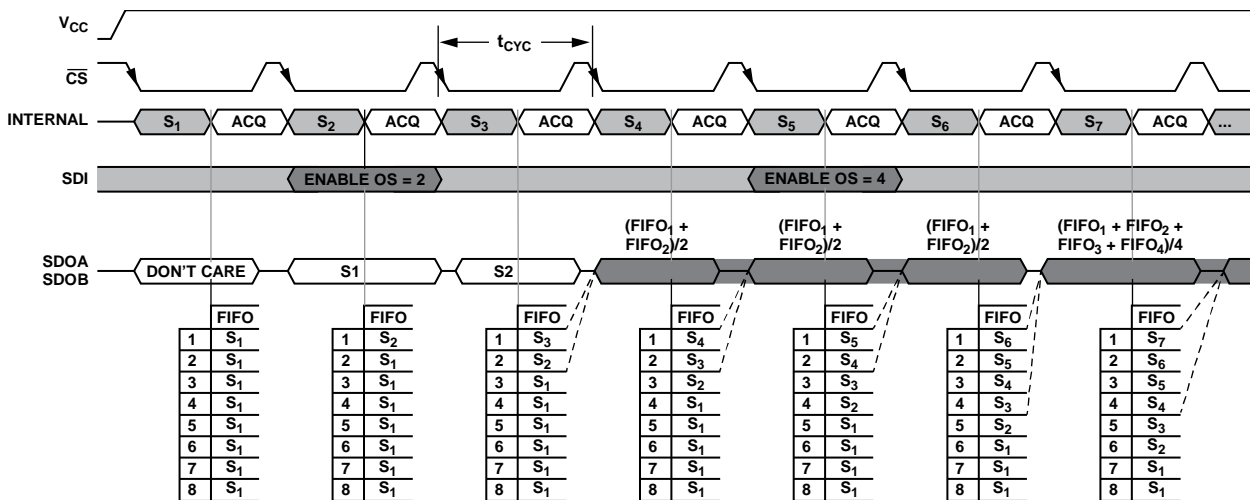 VCC
tCYC
CS
INTERNAL S1 ACQ S2 ACQ S3 ACQ S4 ACQ S5 ACQ S6 ACQ S7 ACQ ...
SDI ENABLE OS = 2 ENABLE OS = 4
(FIFO1 + (FIFO1 + (FIFO1 + (FIFO1 + FIFO2 +
FIFO2)/2 FIFO2)/2 FIFO2)/2 FIFO3 + FIFO4)/4
SDOA
SDOB DON'T CARE S1 S2
FIFO FIFO FIFO FIFO FIFO FIFO FIFO
1 S1 1 S2 1 S3 1 S4 1 S5 1 S6 1 S7
2 S1 2 S1 2 S2 2 S3 2 S4 2 S5 2 S6
3 S1 3 S1 3 S1 3 S2 3 S3 3 S4 3 S5
4 S1 4 S1 4 S1 4 S1 4 S2 4 S3 4 S4
5 S1 5 S1 5 S1 5 S1 5 S1 5 S2 5 S3
6 S1 6 S1 6 S1 6 S1 6 S1 6 S1 6 S2
7 S1 7 S1 7 S1 7 S1 7 S1 7 S1 7 S1
8 S1 8 S1 8 S1 8 S1 8 S1 8 S1 8 S1